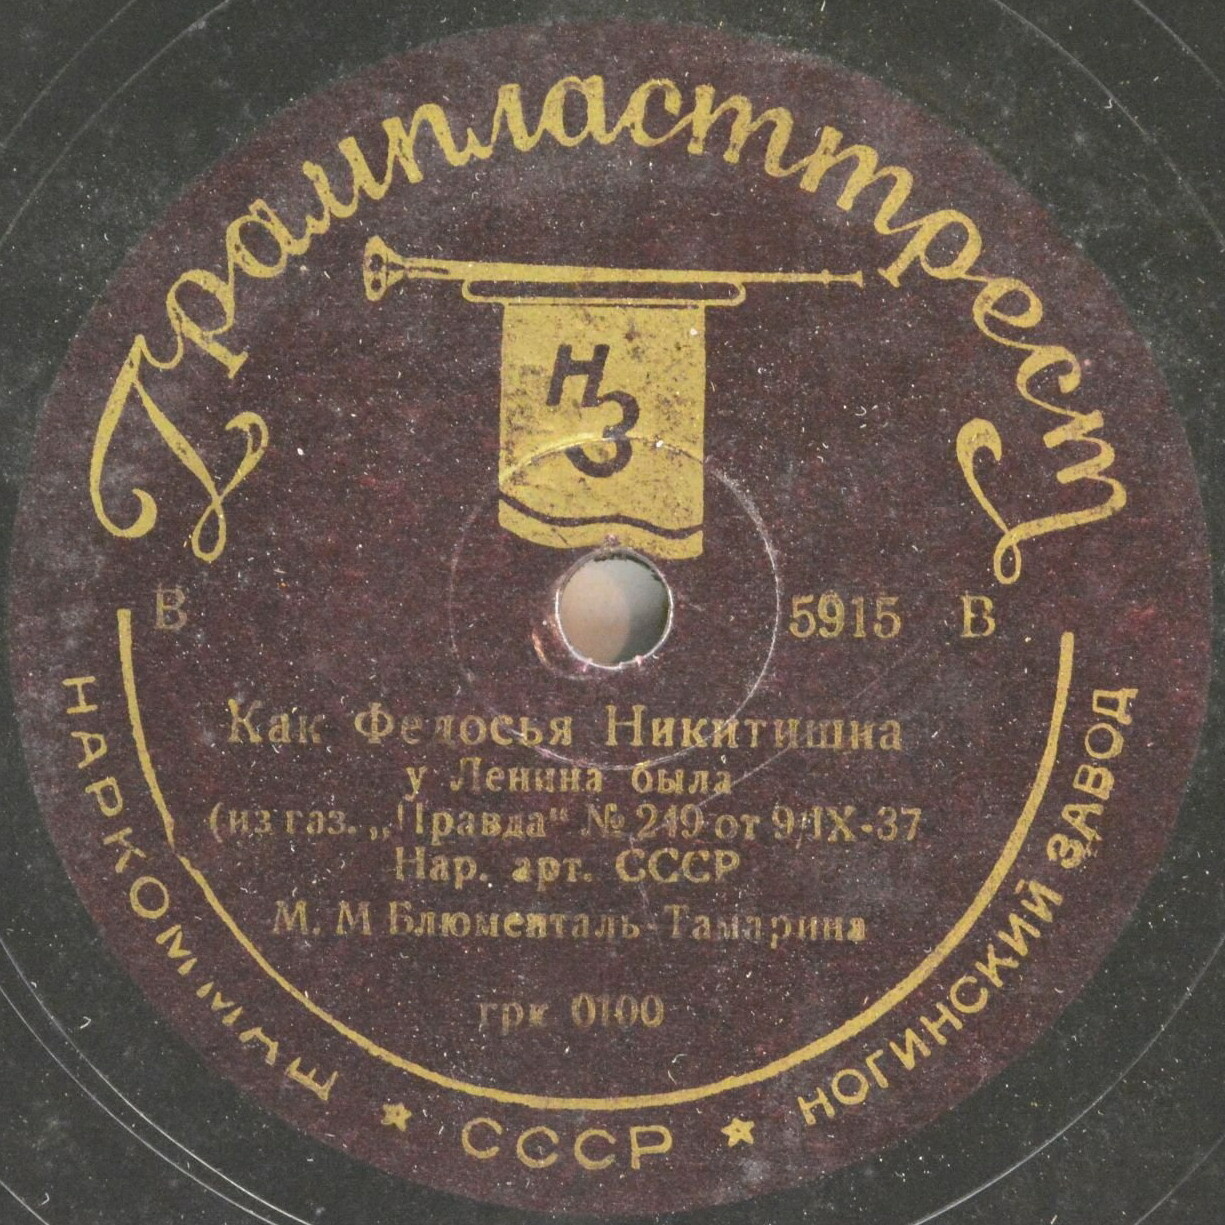 Грампласттрест
НЗ
В 5915 В
Как Федосья Никитишна
у Ленина была
(из газ. „Правда“ № 249 от 9/IX-37
Нар. арт. СССР
М. М Блюменталь-Тамарина
грк 0100
НАРКОММАШ ★ СССР ★ НОГИНСКИЙ ЗАВОД